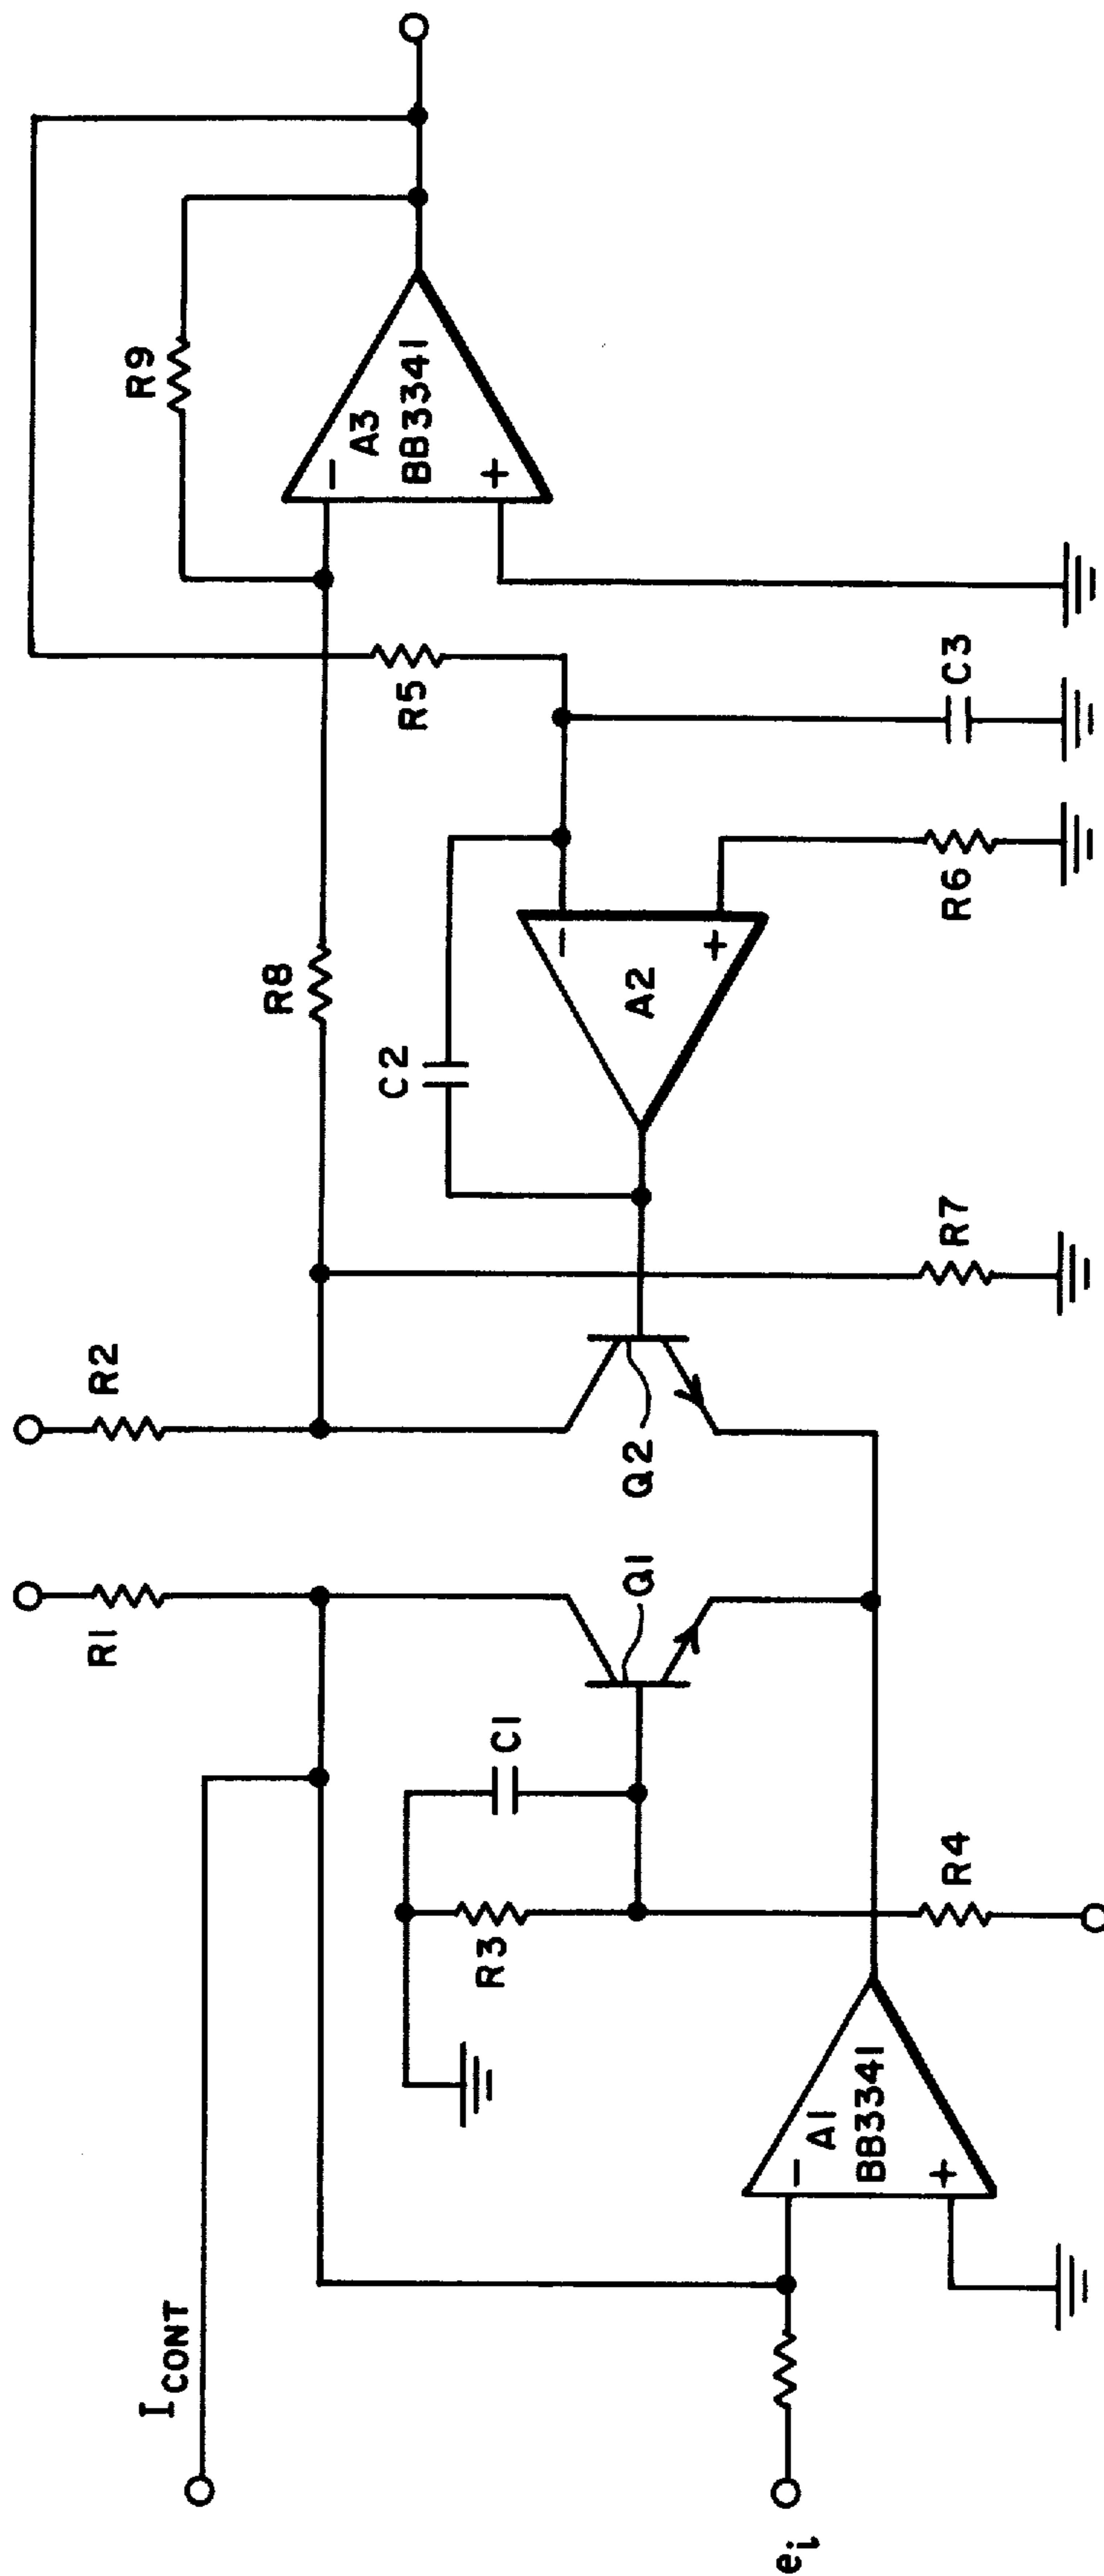 I CONT
ei
A1
BB3341
-
+
R3
C1
R4
R1
Q1
R2
Q2
R7
C2
R8
A2
-
+
R6
R5
C3
R9
A3
BB3341
-
+